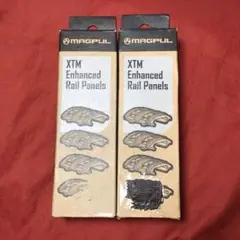 MAGPUL
XTM
Enhanced
Rail Panels
MAGPUL
XTM
Enhanced
Rail Panels